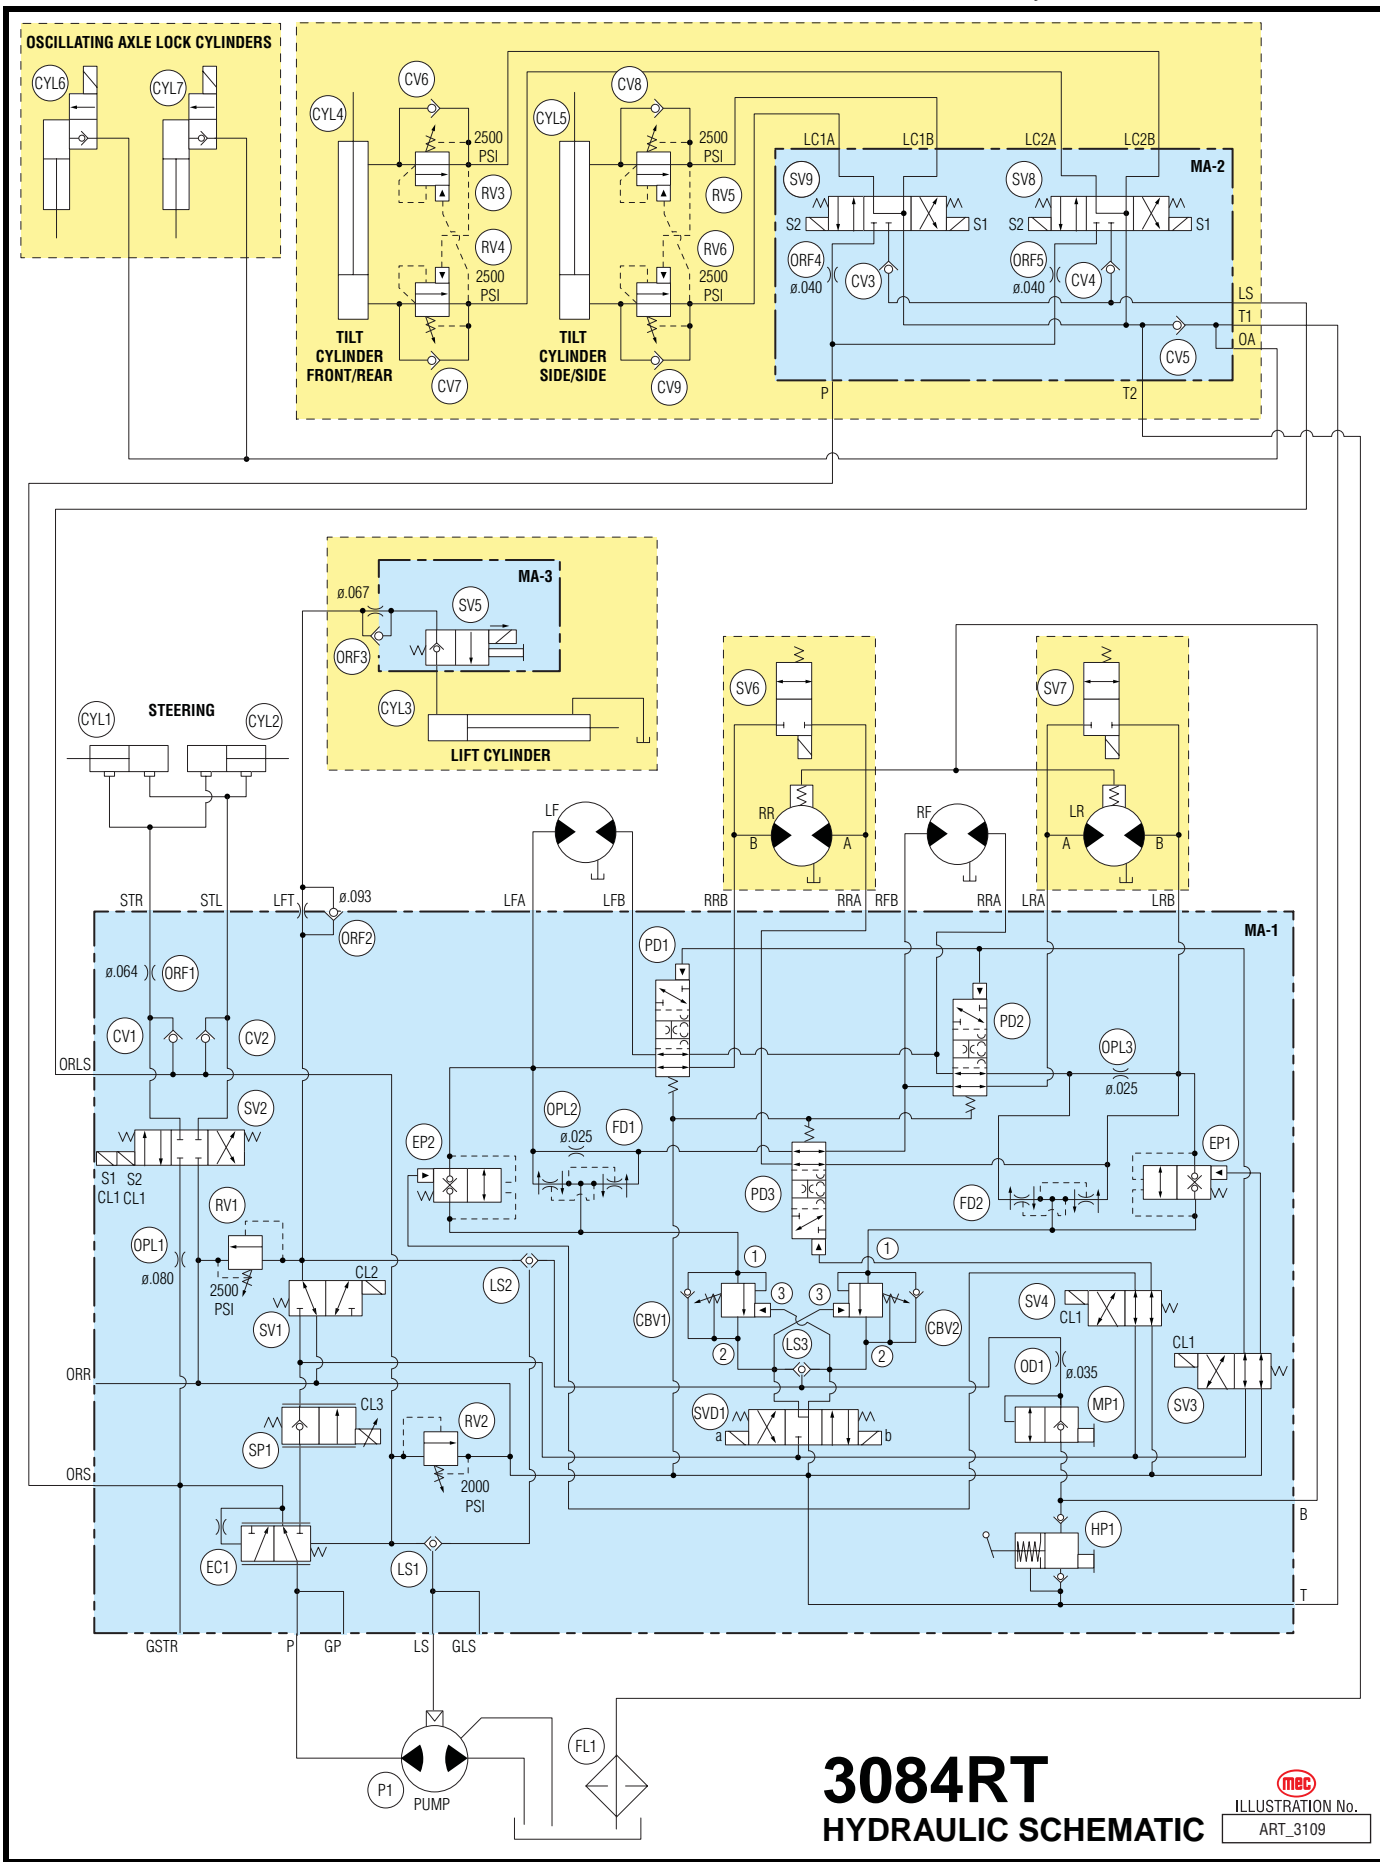 OSCILLATING AXLE LOCK CYLINDERS
CYL6
CYL7
CYL4
CV6
2500
PSI
RV3
RV4
2500
PSI
CV7
TILT
CYLINDER
FRONT/REAR
CYL5
CV8
2500
PSI
RV5
RV6
2500
PSI
CV9
TILT
CYLINDER
SIDE/SIDE
LC1A
LC1B
LC2A
LC2B
MA-2
SV9
SV8
S2
S1
S2
S1
ORF4
ø.040
CV3
ORF5
ø.040
CV4
CV5
LS
T1
OA
P
T2
MA-3
ø.067
SV5
ORF3
CYL3
LIFT CYLINDER
STEERING
CYL1
CYL2
SV6
SV7
LF
RR
B
A
RF
LR
A
B
STR
STL
LFT
ø.093
ORF2
LFA
LFB
RRB
RRA
RFB
RRA
LRA
LRB
MA-1
ø.064
ORF1
CV1
CV2
PD1
PD2
OPL3
ø.025
ORLS
SV2
S1
S2
CL1
CL1
RV1
OPL1
ø.080
2500
PSI
CL2
SV1
EP2
OPL2
ø.025
FD1
PD3
FD2
EP1
LS2
1
3
CBV1
2
1
3
CBV2
2
LS3
SV4
CL1
CL1
SV3
OD1
ø.035
MP1
ORR
CL3
SP1
RV2
2000
PSI
SVD1
a
b
ORS
EC1
LS1
HP1
B
T
GSTR
P
GP
LS
GLS
P1
PUMP
FL1
3084RT
HYDRAULIC SCHEMATIC
mec
ILLUSTRATION No.
ART_3109